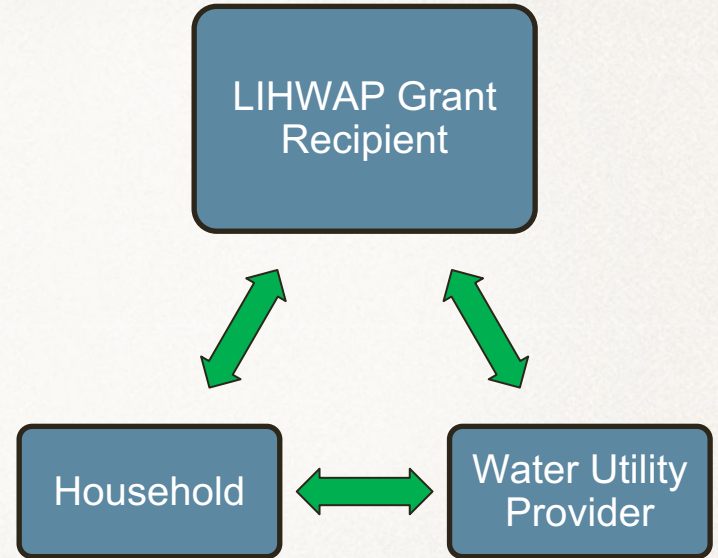 LIHWAP Grant
Recipient
Household
Water Utility
Provider